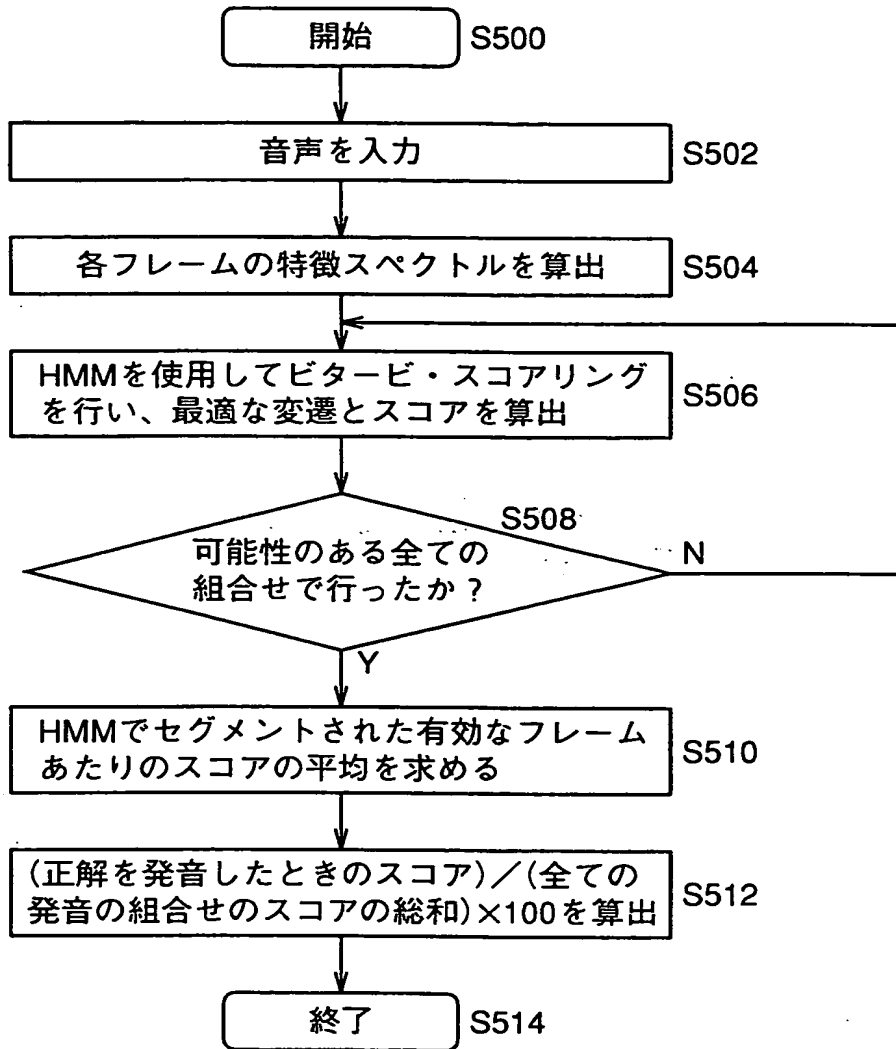 開始 S500
音声を入力 S502
各フレームの特徴スペクトルを算出 S504
HMMを使用してビタービ・スコアリング
を行い、最適な変遷とスコアを算出 S506
S508
可能性のある全ての
組合せで行ったか？
N
Y
HMMでセグメントされた有効なフレーム
あたりのスコアの平均を求める S510
(正解を発音したときのスコア)／(全ての
発音の組合せのスコアの総和)×100を算出 S512
終了 S514